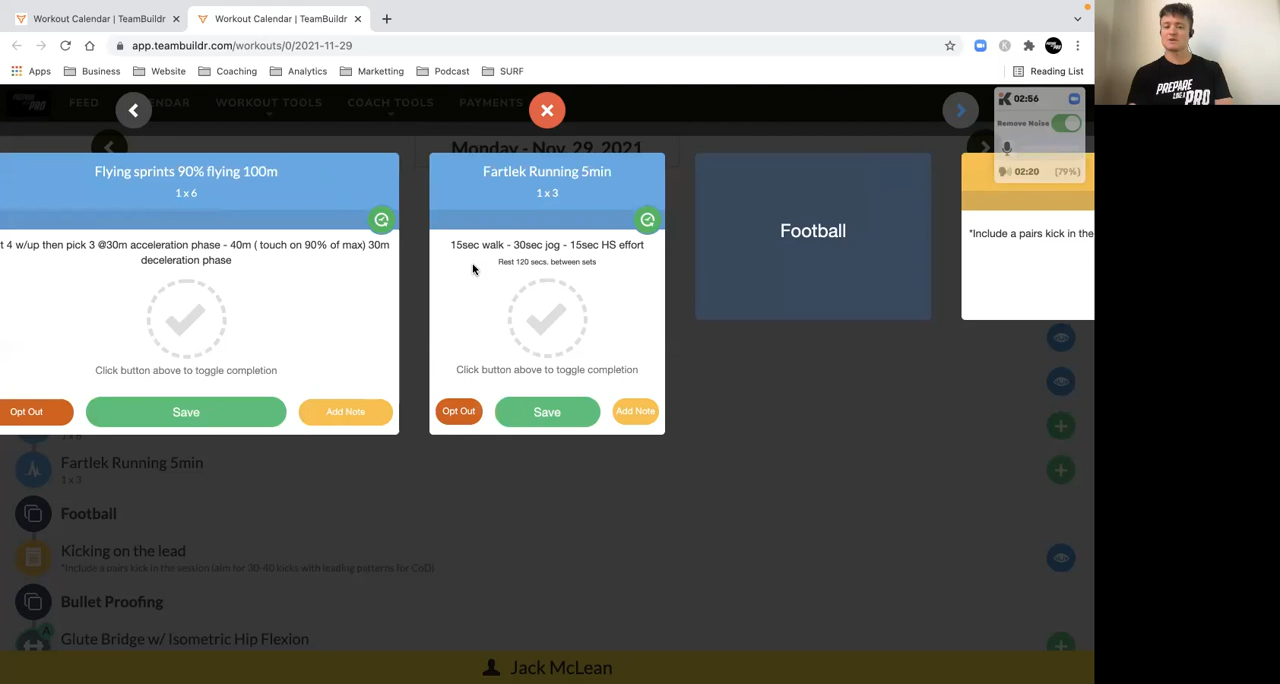 Workout Calendar | TeamBuildr
Workout Calendar | TeamBuildr
app.teambuildr.com/workouts/0/2021-11-29
Apps
Business
Website
Coaching
Analytics
Marketting
Podcast
SURF
Reading List
FEED
ENDAR
WORKOUT TOOLS
COACH TOOLS
PAYMENTS
02:56
Remove Noise
02:20 (79%)
Monday - Nov. 29, 2021
Flying sprints 90% flying 100m
1 x 6
t 4 w/up then pick 3 @30m acceleration phase - 40m ( touch on 90% of max) 30m
deceleration phase
Click button above to toggle completion
Opt Out
Save
Add Note
Fartlek Running 5min
1 x 3
15sec walk - 30sec jog - 15sec HS effort
Rest 120 secs. between sets
Click button above to toggle completion
Opt Out
Save
Add Note
Football
*Include a pairs kick in the
1 x 6
Fartlek Running 5min
1 x 3
Football
Kicking on the lead
*Include a pairs kick in the session (aim for 30-40 kicks with leading patterns for CoD)
Bullet Proofing
A
Glute Bridge w/ Isometric Hip Flexion
Jack McLean
PREPARE
LIKE A
PRO